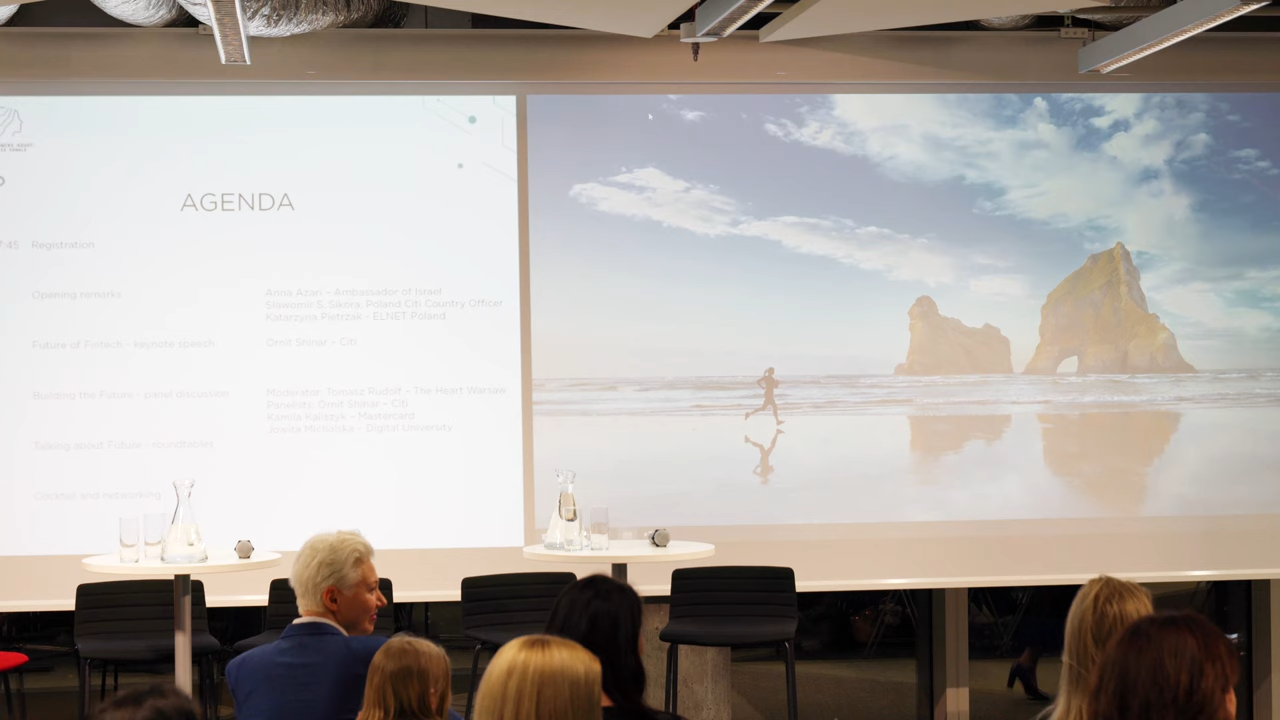 AGENDA
7:45 Registration
Opening remarks
Anna Azari - Ambassador of Israel
Sławomir S. Sikora, Poland Citi Country Officer
Katarzyna Pietrzak - ELNET Poland
Future of Fintech - keynote speech
Ornit Shinar - Citi
Building the Future - panel discussion
Moderator: Tomasz Rudolf - The Heart Warsaw
Panelists: Ornit Shinar - Citi
Kamila Kaliszyk - Mastercard
Jowita Michalska - Digital University
Talking about Future - roundtables
Cocktail and networking